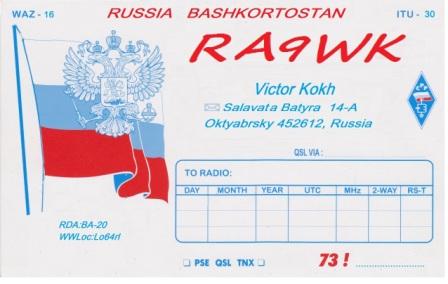 WAZ - 16 RUSSIA BASHKORTOSTAN ITU - 30
RA9WK
Victor Kokh
Salavata Batyra 14-A
Oktyabrsky 452612, Russia
QSL VIA :
TO RADIO:
DAY MONTH YEAR UTC MHz 2-WAY RS-T
RDA:BA-20
WWLoc:Lo64rl
PSE QSL TNX
73 !